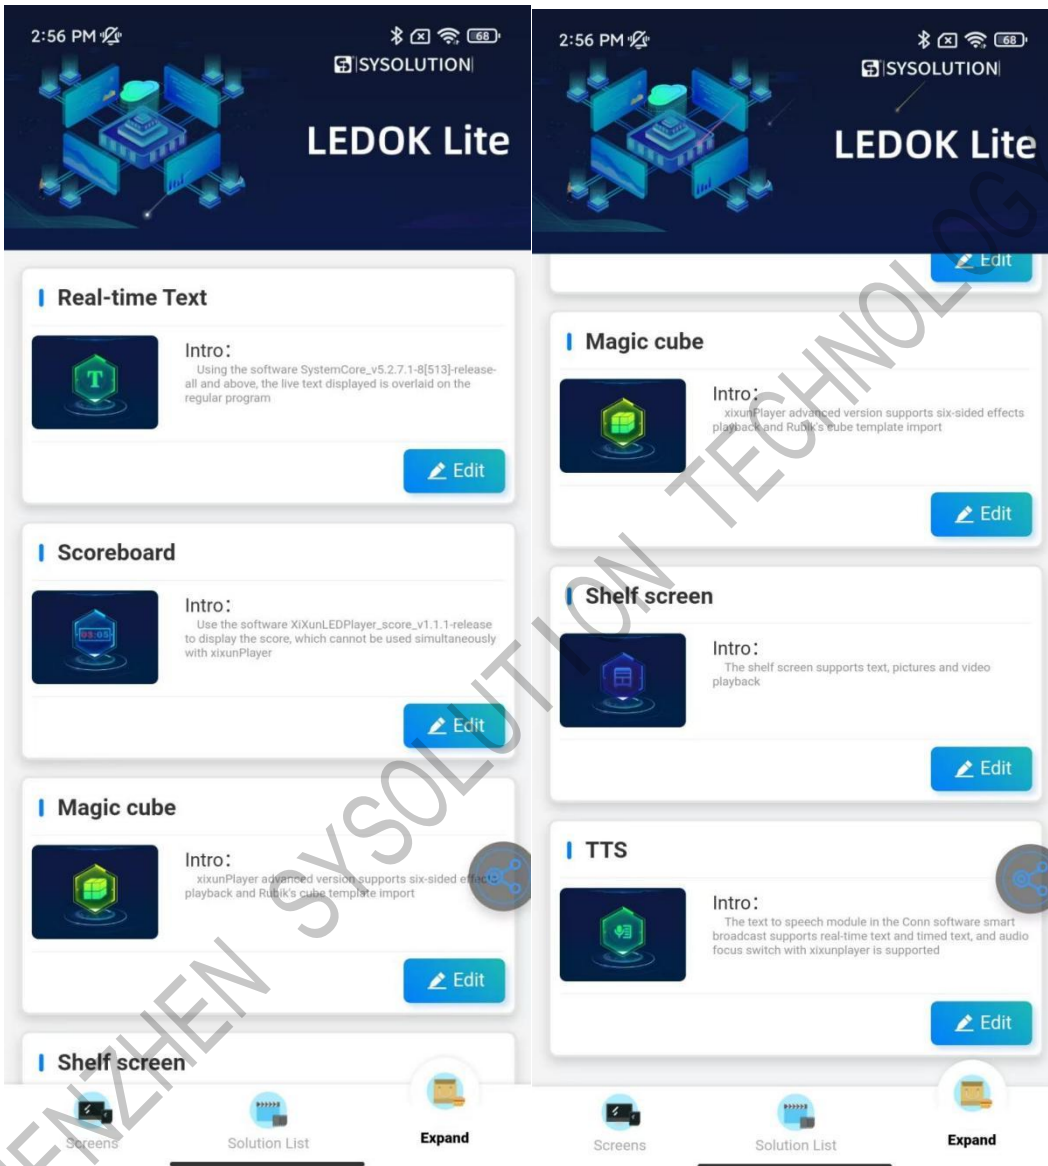 2:56 PM
68
SYSOLUTION
LEDOK Lite
Real-time Text
T
Intro:
Using the software SystemCore_v5.2.7.1-8[513]-release-
all and above, the live text displayed is overlaid on the
regular program
Edit
Scoreboard
03:05
Intro:
Use the software XiXunLEDPlayer_score_v1.1.1-release
to display the score, which cannot be used simultaneously
with xixunPlayer
Edit
Magic cube
Intro:
xixunPlayer advanced version supports six-sided effects
playback and Rubik's cube template import
Edit
Shelf screen
Screens
Solution List
Expand
2:56 PM
68
SYSOLUTION
LEDOK Lite
Edit
Magic cube
Intro:
xixunPlayer advanced version supports six-sided effects
playback and Rubik's cube template import
Edit
Shelf screen
Intro:
The shelf screen supports text, pictures and video
playback
Edit
TTS
Intro:
The text to speech module in the Conn software smart
broadcast supports real-time text and timed text, and audio
focus switch with xixunplayer is supported
Edit
Screens
Solution List
Expand
ENZHEN SYSOLUTION TECHNOLOGY